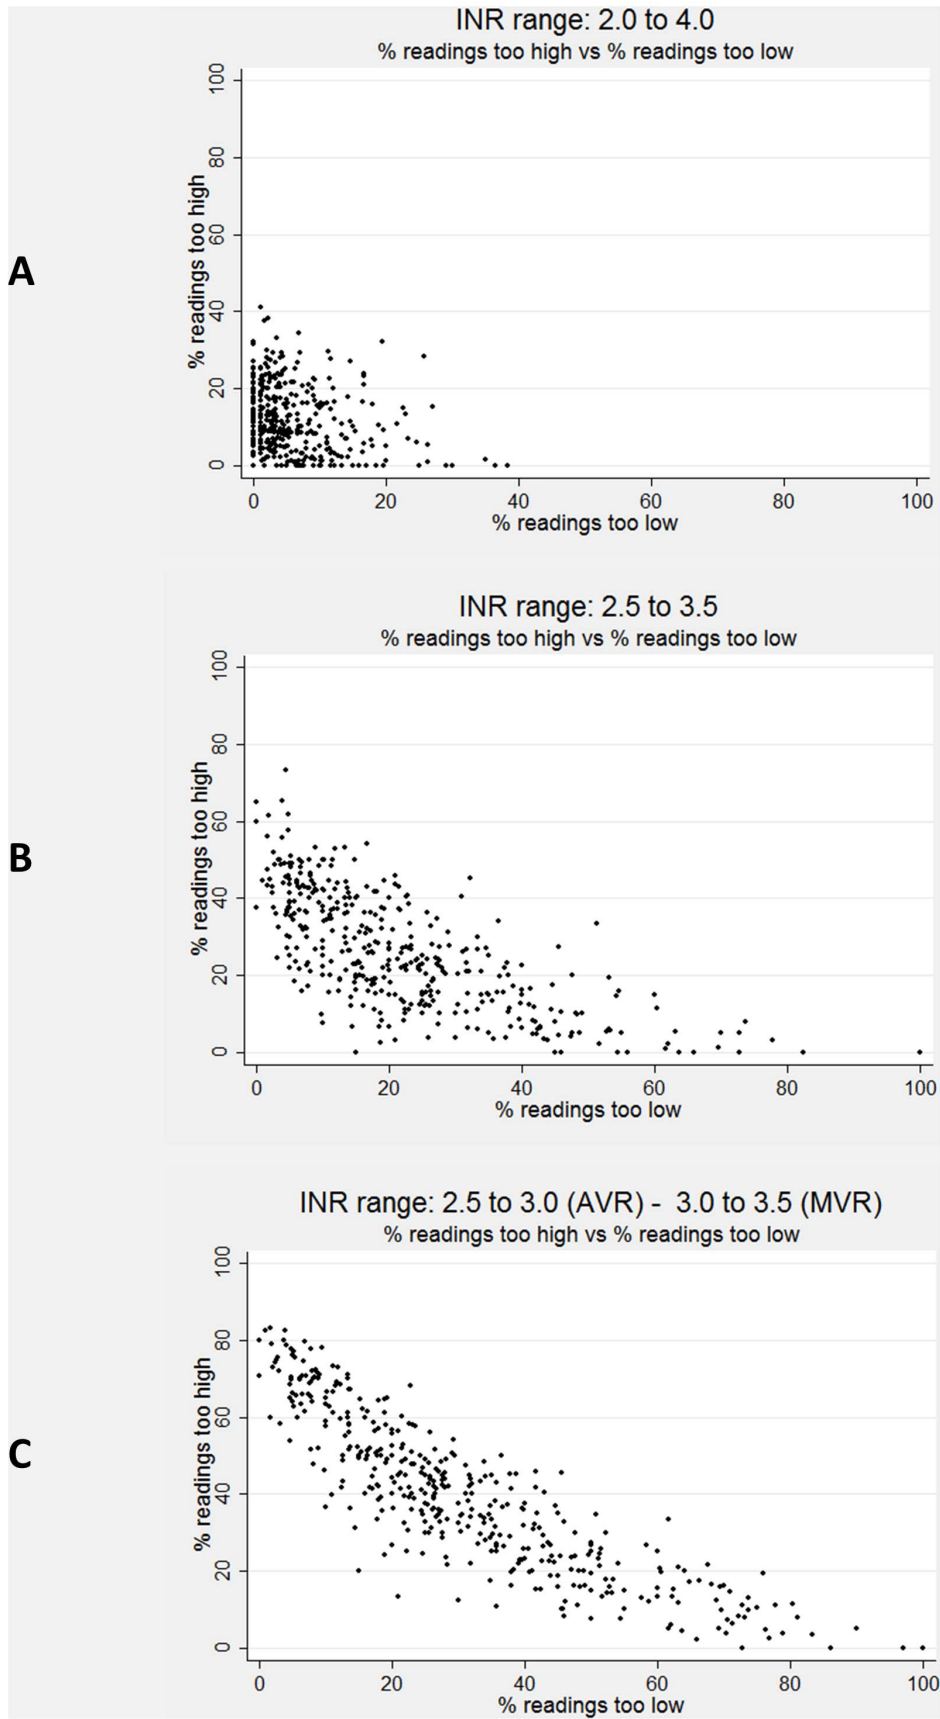 INR range: 2.0 to 4.0
% readings too high vs % readings too low
A
% readings too high
100
80
60
40
20
0
0 20 40 60 80 100
% readings too low
INR range: 2.5 to 3.5
% readings too high vs % readings too low
B
% readings too high
100
80
60
40
20
0
0 20 40 60 80 100
% readings too low
INR range: 2.5 to 3.0 (AVR) - 3.0 to 3.5 (MVR)
% readings too high vs % readings too low
C
% readings too high
100
80
60
40
20
0
0 20 40 60 80 100
% readings too low